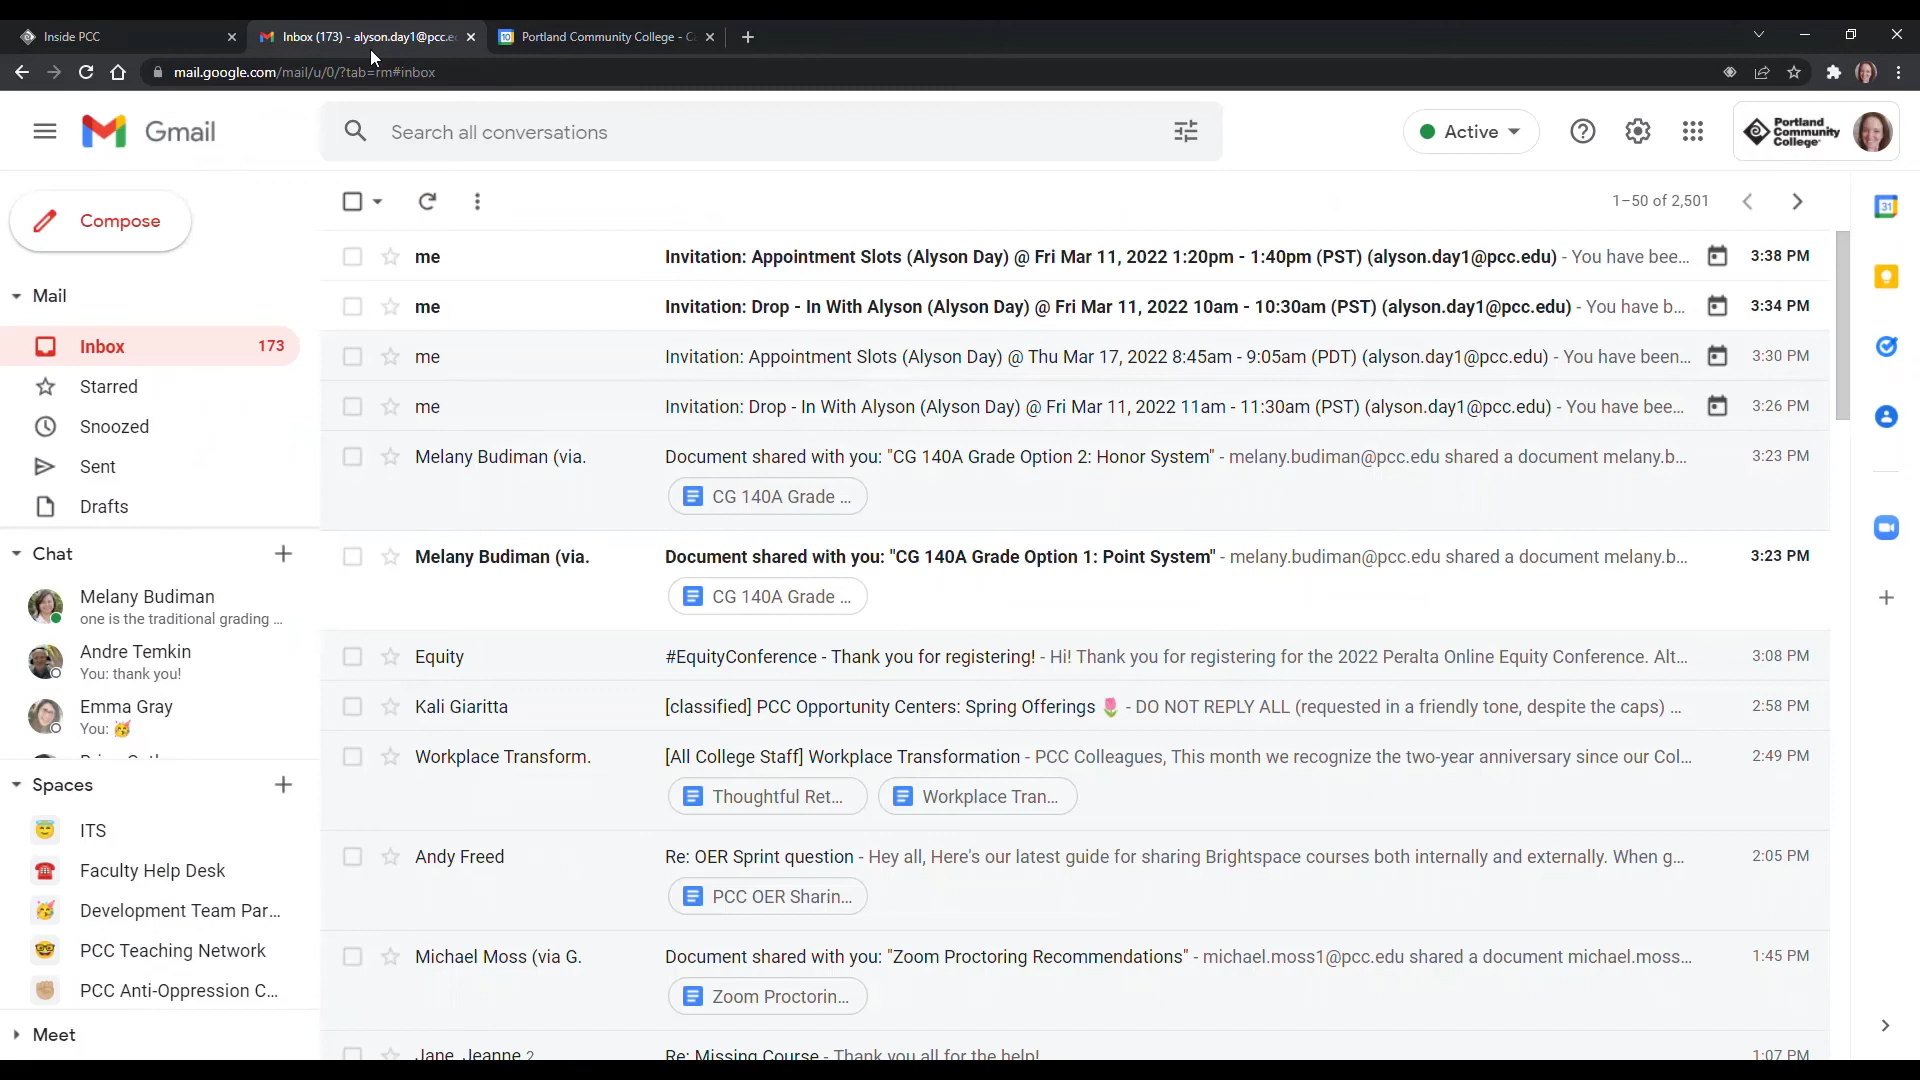 Inside PCC
Inbox (173) - alyson.day1@pcc.e
Portland Community College - C
mail.google.com/mail/u/0/?tab=rm#inbox
Gmail
Search all conversations
Active
Portland
Community
College
Compose
1–50 of 2,501
Mail
Inbox 173
Starred
Snoozed
Sent
Drafts
Chat
Melany Budiman
one is the traditional grading ...
Andre Temkin
You: thank you!
Emma Gray
You: 🥳
Spaces
ITS
Faculty Help Desk
Development Team Par...
PCC Teaching Network
PCC Anti-Oppression C...
Meet
me Invitation: Appointment Slots (Alyson Day) @ Fri Mar 11, 2022 1:20pm - 1:40pm (PST) (alyson.day1@pcc.edu) - You have bee... 3:38 PM
me Invitation: Drop - In With Alyson (Alyson Day) @ Fri Mar 11, 2022 10am - 10:30am (PST) (alyson.day1@pcc.edu) - You have b... 3:34 PM
me Invitation: Appointment Slots (Alyson Day) @ Thu Mar 17, 2022 8:45am - 9:05am (PDT) (alyson.day1@pcc.edu) - You have been... 3:30 PM
me Invitation: Drop - In With Alyson (Alyson Day) @ Fri Mar 11, 2022 11am - 11:30am (PST) (alyson.day1@pcc.edu) - You have bee... 3:26 PM
Melany Budiman (via. Document shared with you: "CG 140A Grade Option 2: Honor System" - melany.budiman@pcc.edu shared a document melany.b... 3:23 PM
CG 140A Grade ...
Melany Budiman (via. Document shared with you: "CG 140A Grade Option 1: Point System" - melany.budiman@pcc.edu shared a document melany.b... 3:23 PM
CG 140A Grade ...
Equity #EquityConference - Thank you for registering! - Hi! Thank you for registering for the 2022 Peralta Online Equity Conference. Alt... 3:08 PM
Kali Giaritta [classified] PCC Opportunity Centers: Spring Offerings 🌷 - DO NOT REPLY ALL (requested in a friendly tone, despite the caps) ... 2:58 PM
Workplace Transform. [All College Staff] Workplace Transformation - PCC Colleagues, This month we recognize the two-year anniversary since our Col... 2:49 PM
Thoughtful Ret... Workplace Tran...
Andy Freed Re: OER Sprint question - Hey all, Here's our latest guide for sharing Brightspace courses both internally and externally. When g... 2:05 PM
PCC OER Sharin...
Michael Moss (via G. Document shared with you: "Zoom Proctoring Recommendations" - michael.moss1@pcc.edu shared a document michael.moss... 1:45 PM
Zoom Proctorin...
Jane, Jeanne 2 Re: Missing Course - Thank you all for the help! 1:07 PM